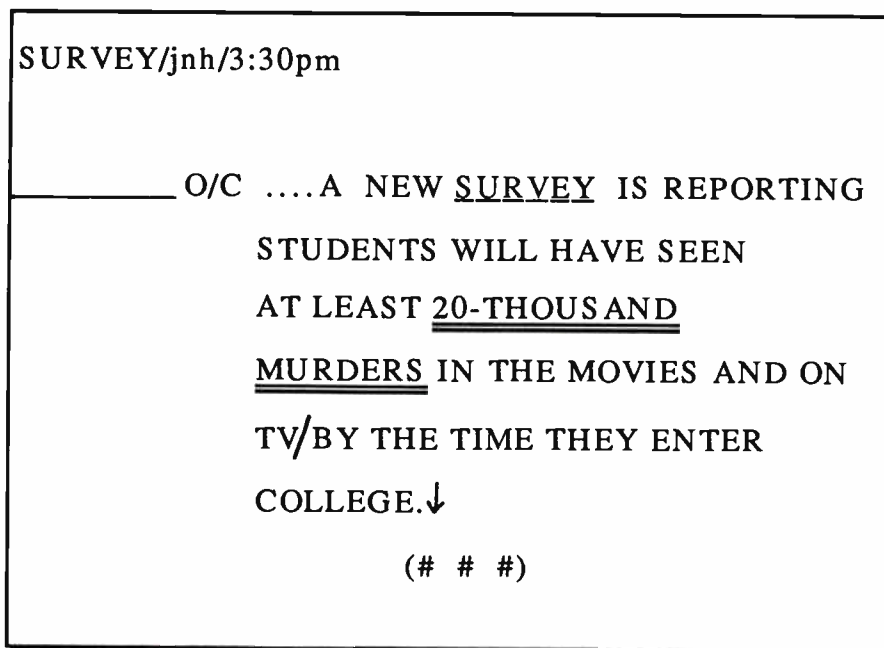 SURVEY/jnh/3:30pm
O/C ....A NEW SURVEY IS REPORTING
STUDENTS WILL HAVE SEEN
AT LEAST 20-THOUSAND
MURDERS IN THE MOVIES AND ON
TV/BY THE TIME THEY ENTER
COLLEGE.↓
(# # #)